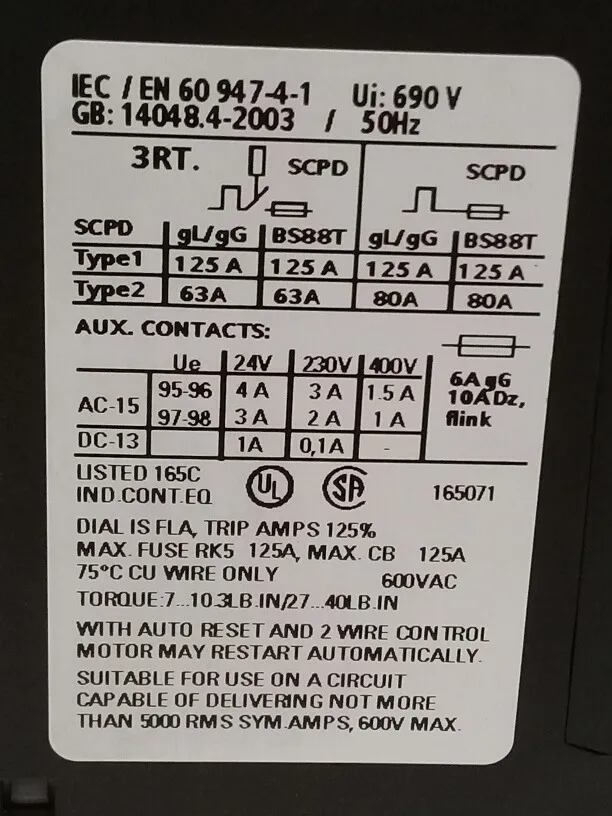 IEC / EN 60 947-4-1 Ui: 690 V
GB: 14048.4-2003 / 50Hz
3RT. SCPD SCPD
SCPD gL/gG BS88T gL/gG BS88T
Type1 125 A 125 A 125 A 125 A
Type2 63A 63A 80A 80A
AUX. CONTACTS:
Ue 24V 230V 400V
AC-15 95-96 4 A 3 A 1.5 A
97-98 3 A 2 A 1 A
DC-13 1A 0,1A -
6A gG
10A Dz,
flink
LISTED 165C
IND.CONT.EQ UL SA 165071
DIAL IS FLA, TRIP AMPS 125%
MAX. FUSE RK5 125A, MAX. CB 125A
75°C CU WIRE ONLY 600VAC
TORQUE:7...10.3LB.IN/27...40LB.IN
WITH AUTO RESET AND 2 WIRE CONTROL
MOTOR MAY RESTART AUTOMATICALLY.
SUITABLE FOR USE ON A CIRCUIT
CAPABLE OF DELIVERING NOT MORE
THAN 5000 RMS SYM.AMPS, 600V MAX.